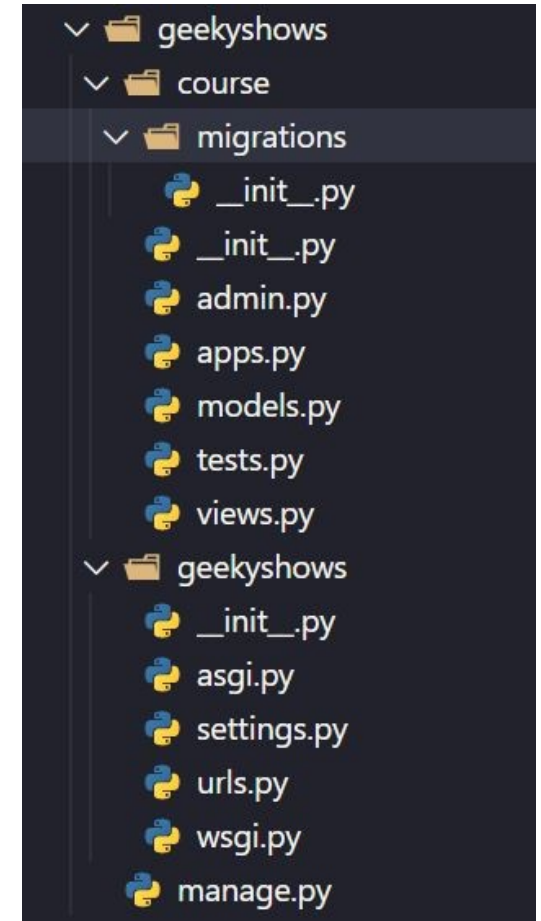 geekyshows
course
migrations
__init__.py
__init__.py
admin.py
apps.py
models.py
tests.py
views.py
geekyshows
__init__.py
asgi.py
settings.py
urls.py
wsgi.py
manage.py